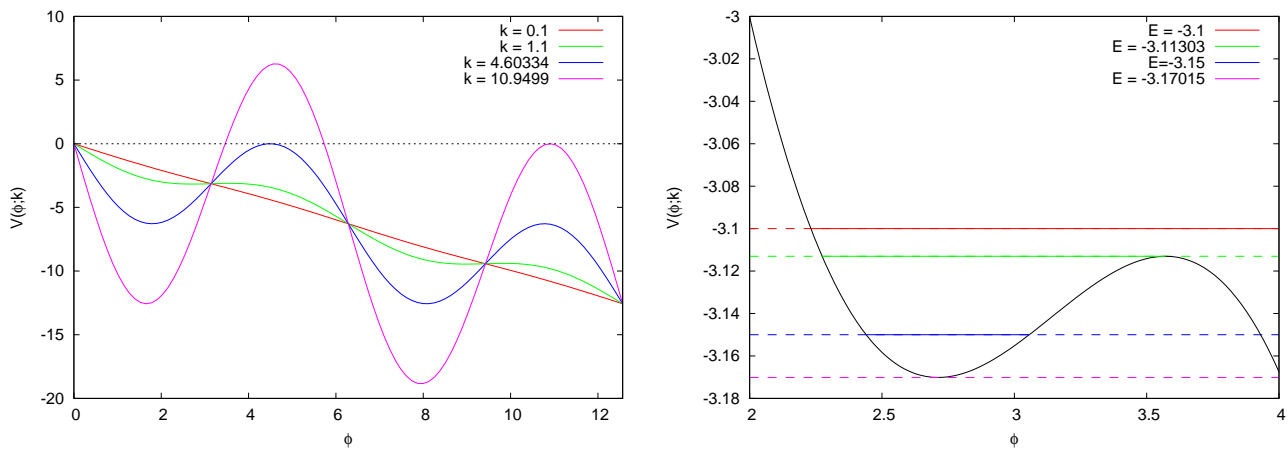 10
5
0
-5
-10
-15
-20
0
2
4
6
8
10
12
V(ϕ;k)
ϕ
k = 0.1
k = 1.1
k = 4.60334
k = 10.9499
-3
-3.02
-3.04
-3.06
-3.08
-3.1
-3.12
-3.14
-3.16
-3.18
2
2.5
3
3.5
4
V(ϕ;k)
ϕ
E = -3.1
E = -3.11303
E=-3.15
E = -3.17015